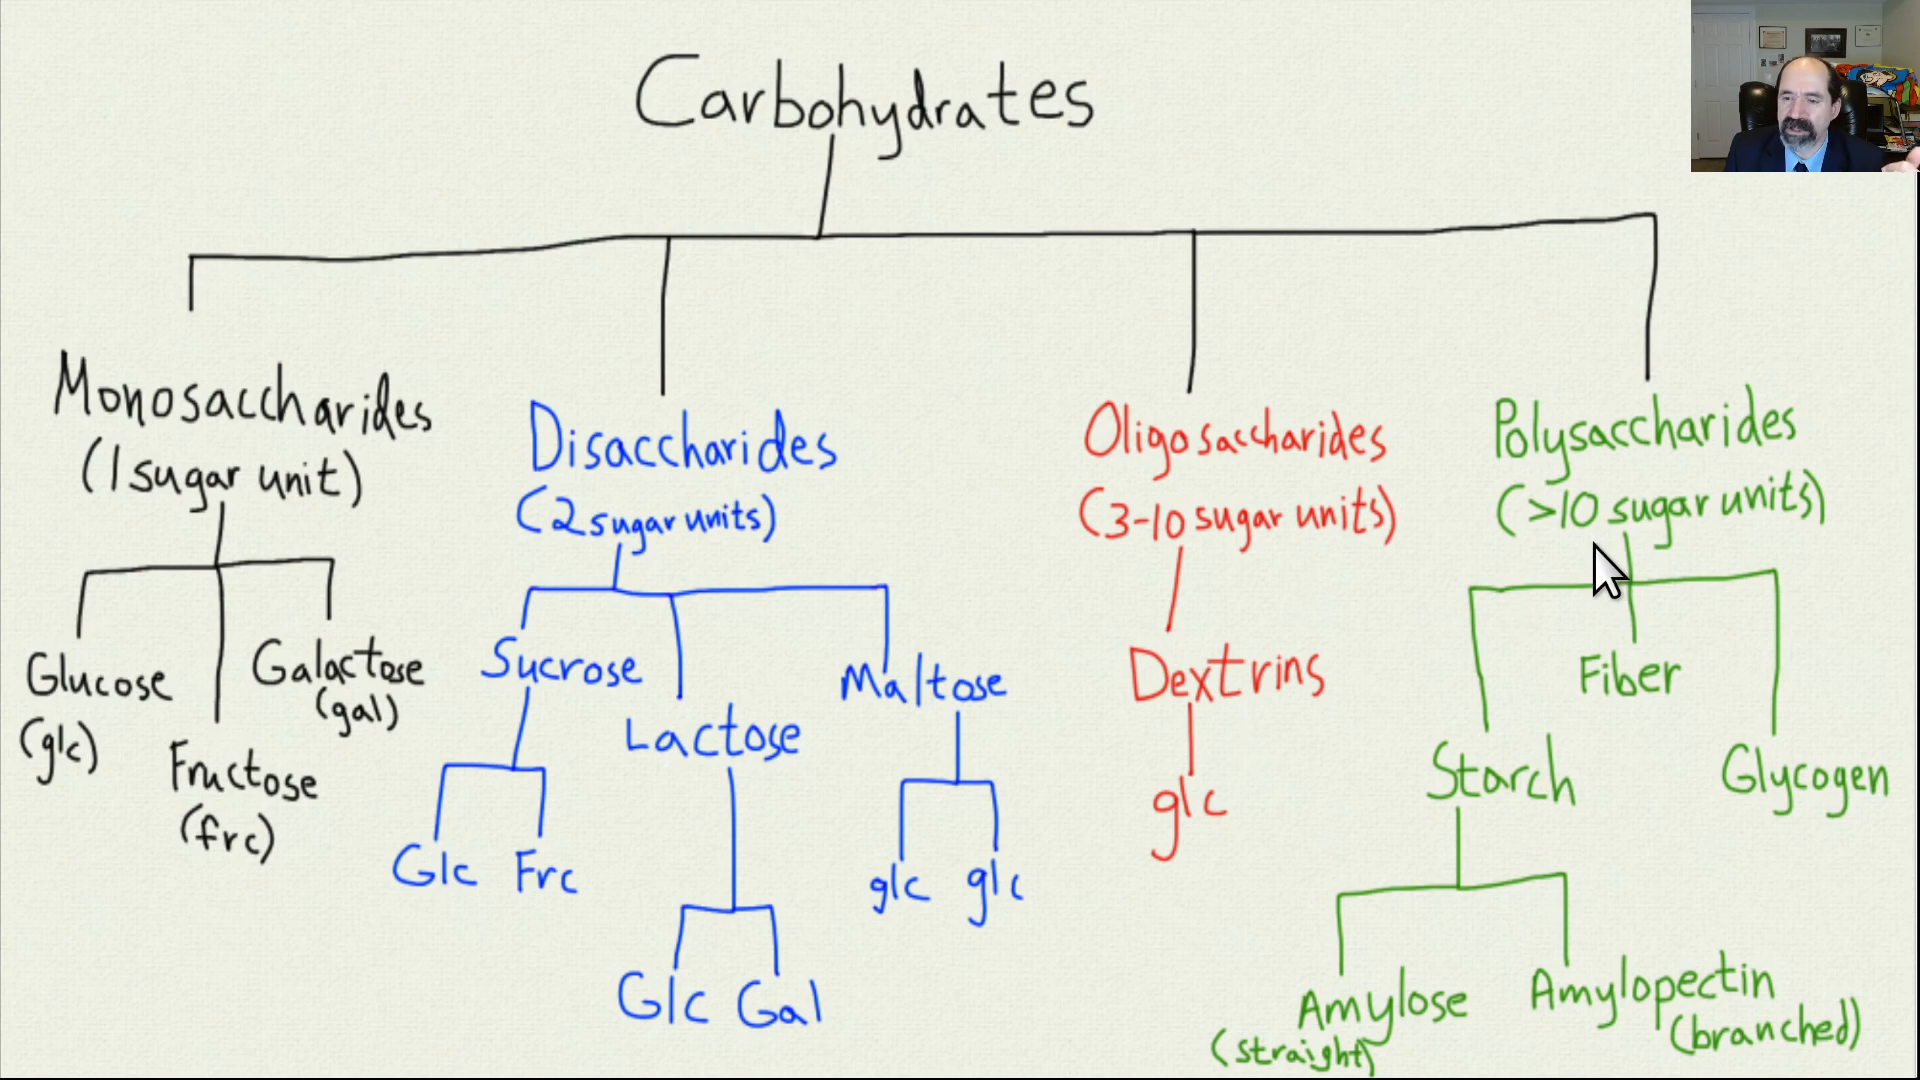 Carbohydrates
Monosaccharides
(1 sugar unit)
Glucose
(glc)
Fructose
(frc)
Galactose
(gal)
Disaccharides
(2 sugar units)
Sucrose
Glc Frc
Lactose
Glc Gal
Maltose
glc glc
Oligosaccharides
(3-10 sugar units)
Dextrins
glc
Polysaccharides
(>10 sugar units)
Starch
Amylose
(straight)
Amylopectin
(branched)
Fiber
Glycogen